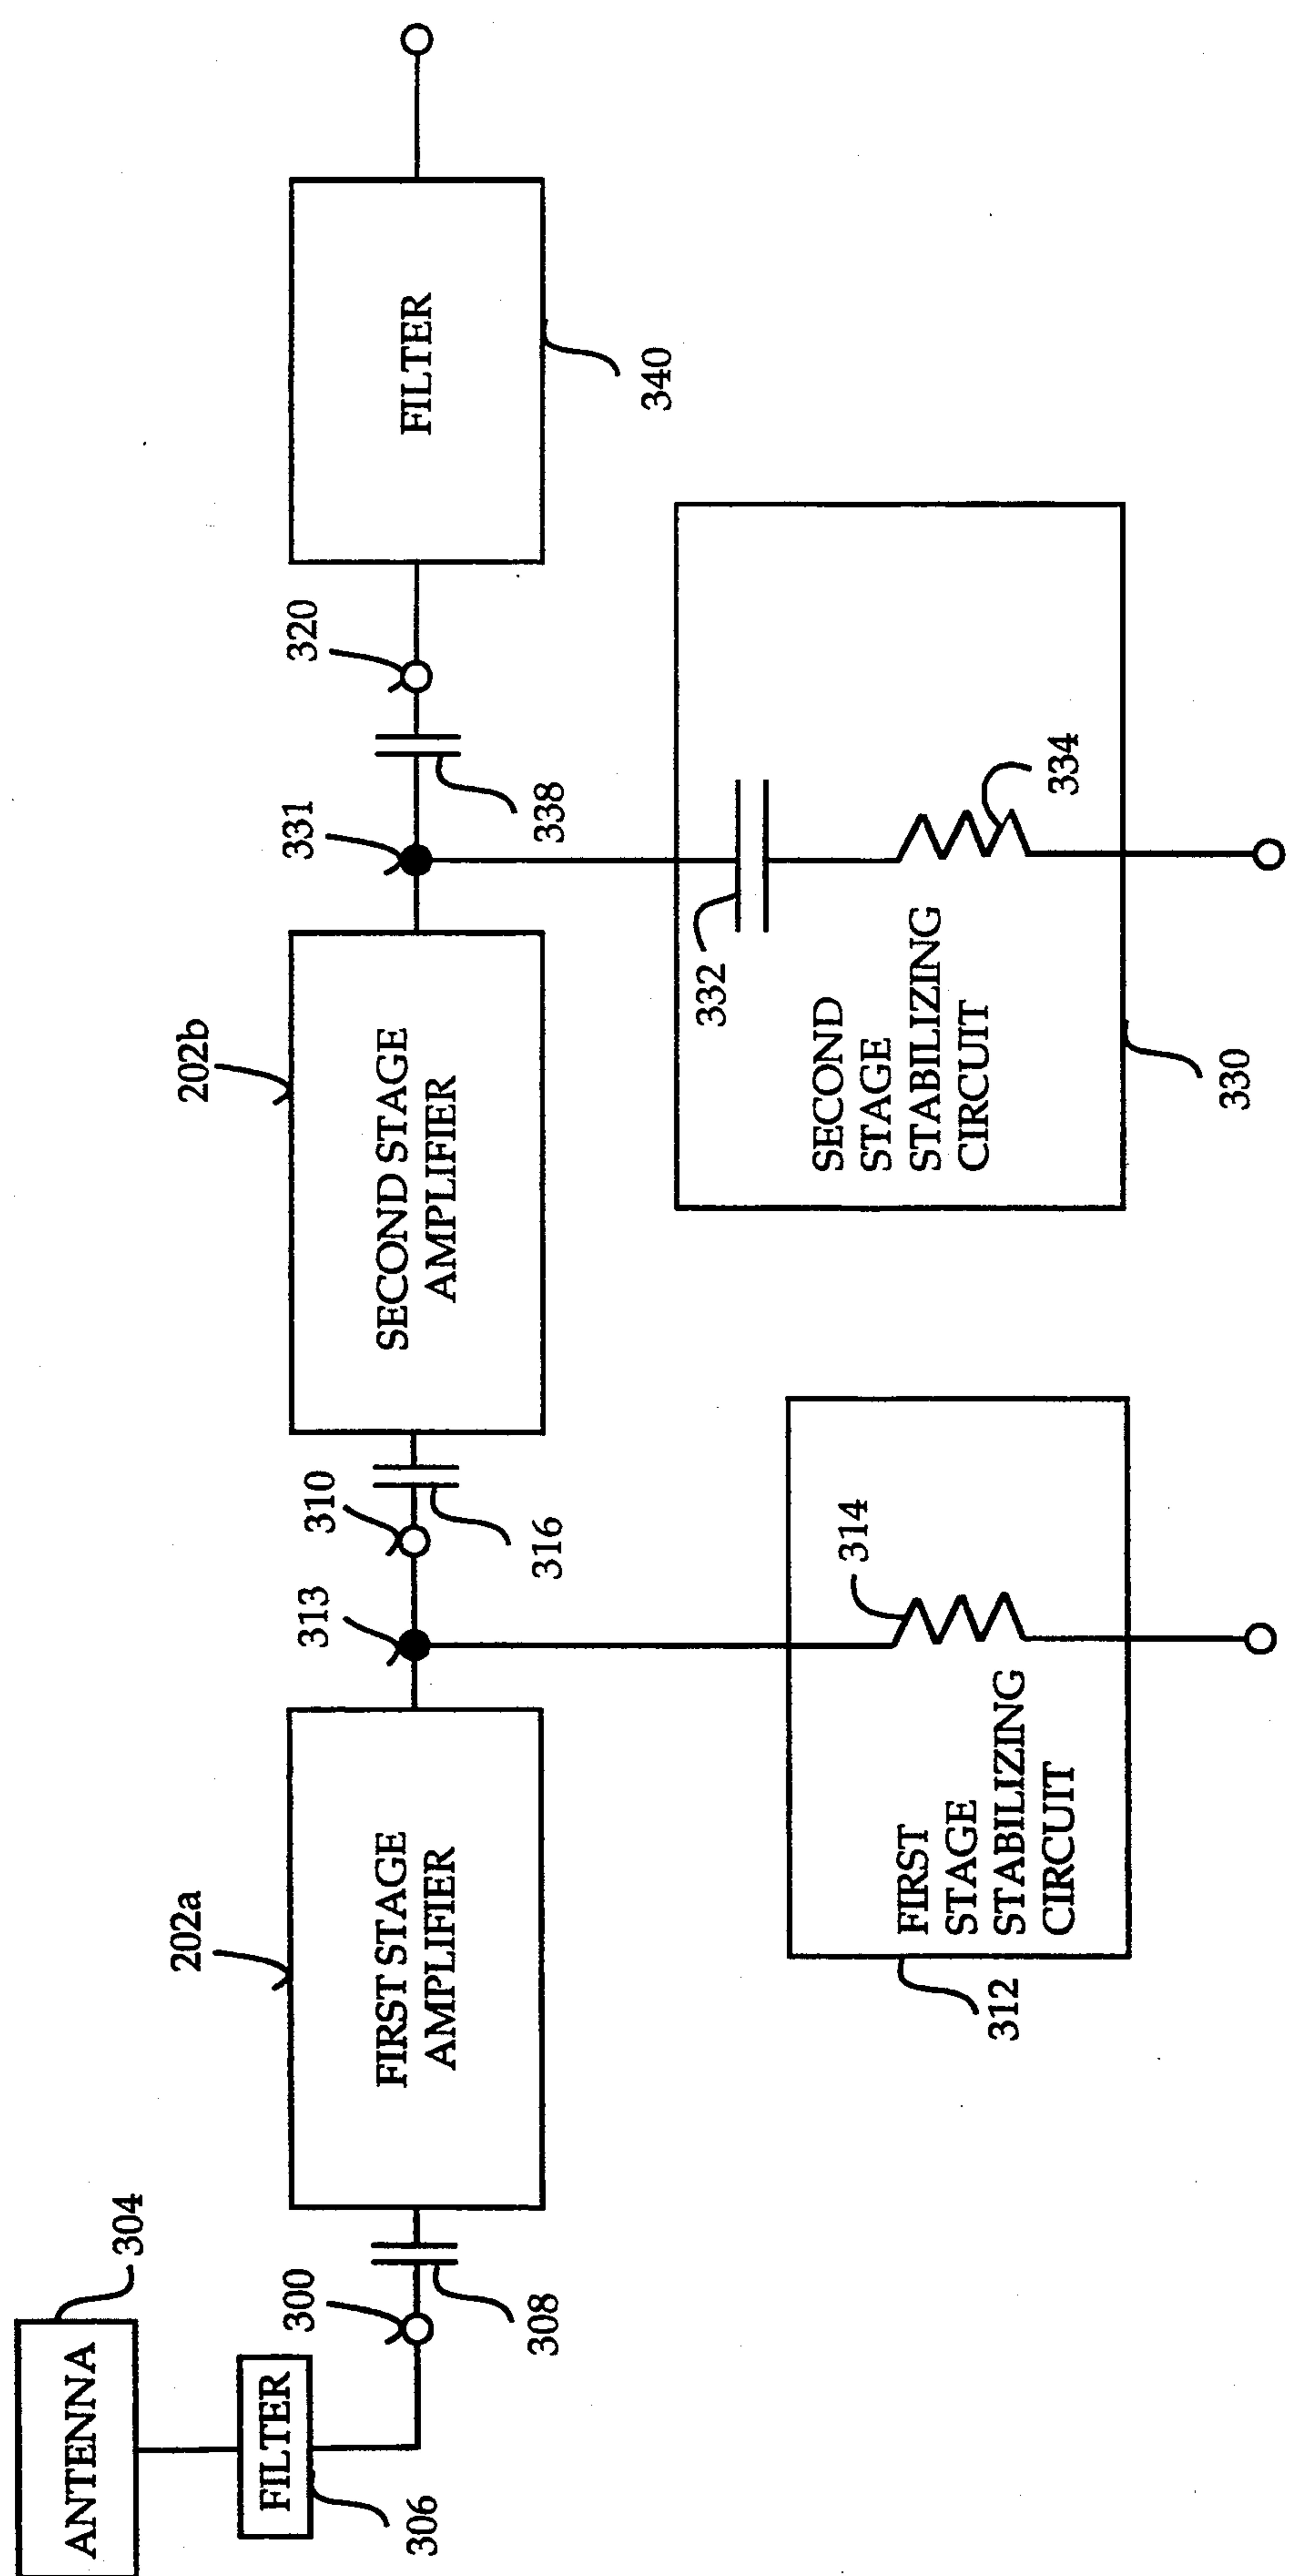 ANTENNA
304
FILTER
306
300
308
202a
FIRST STAGE
AMPLIFIER
313
310
316
202b
SECOND STAGE
AMPLIFIER
331
338
320
FILTER
340
FIRST
STAGE
STABILIZING
CIRCUIT
312
314
SECOND
STAGE
STABILIZING
CIRCUIT
330
332
334